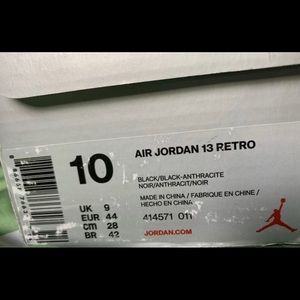 10
AIR JORDAN 13 RETRO
BLACK/BLACK-ANTHRACITE
NOIR/ANTHRACIT/NOIR
MADE IN CHINA / FABRIQUE EN CHINE /
HECHO EN CHINA
UK 9
EUR 44
CM 28
BR 42
414571 011
JORDAN.COM